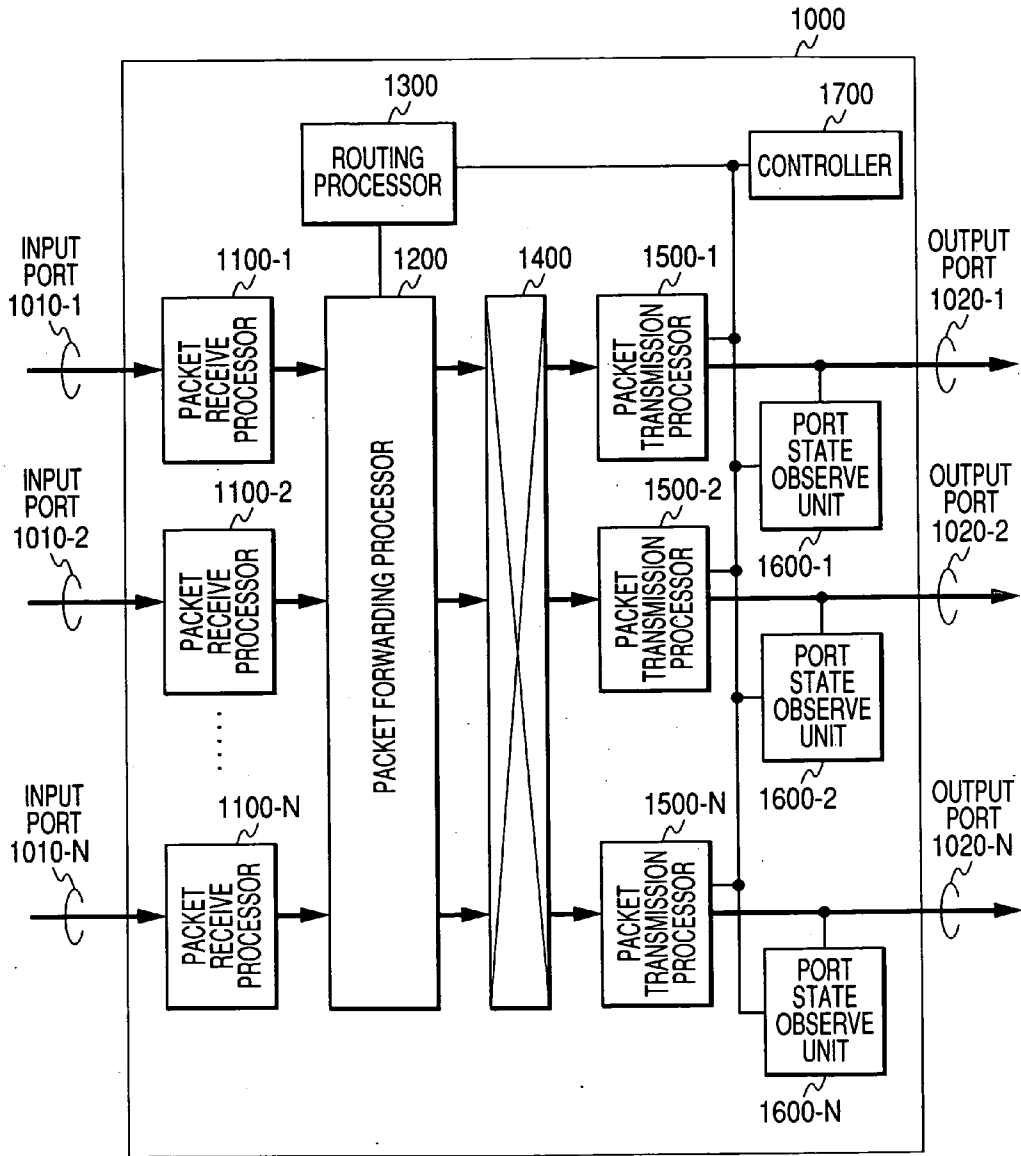 1000
1300
ROUTING
PROCESSOR
1700
CONTROLLER
INPUT
PORT
1010-1
1100-1
PACKET
RECEIVE
PROCESSOR
1200
PACKET FORWARDING PROCESSOR
1400
1500-1
PACKET
TRANSMISSION
PROCESSOR
OUTPUT
PORT
1020-1
PORT
STATE
OBSERVE
UNIT
1600-1
INPUT
PORT
1010-2
1100-2
PACKET
RECEIVE
PROCESSOR
1500-2
PACKET
TRANSMISSION
PROCESSOR
OUTPUT
PORT
1020-2
PORT
STATE
OBSERVE
UNIT
1600-2
......
INPUT
PORT
1010-N
1100-N
PACKET
RECEIVE
PROCESSOR
1500-N
PACKET
TRANSMISSION
PROCESSOR
OUTPUT
PORT
1020-N
PORT
STATE
OBSERVE
UNIT
1600-N